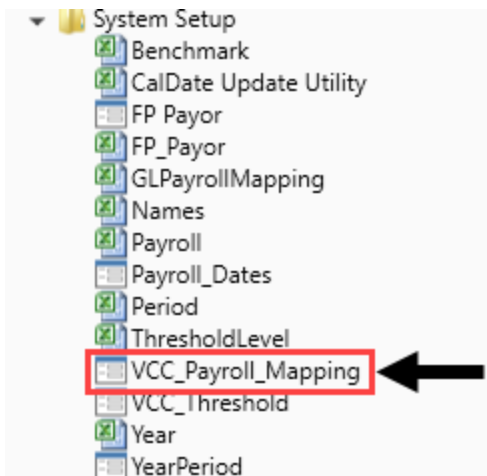 System Setup
Benchmark
CalDate Update Utility
FP Payor
FP_Payor
GLPayrollMapping
Names
Payroll
Payroll_Dates
Period
ThresholdLevel
VCC_Payroll_Mapping
VCC_Threshold
Year
YearPeriod